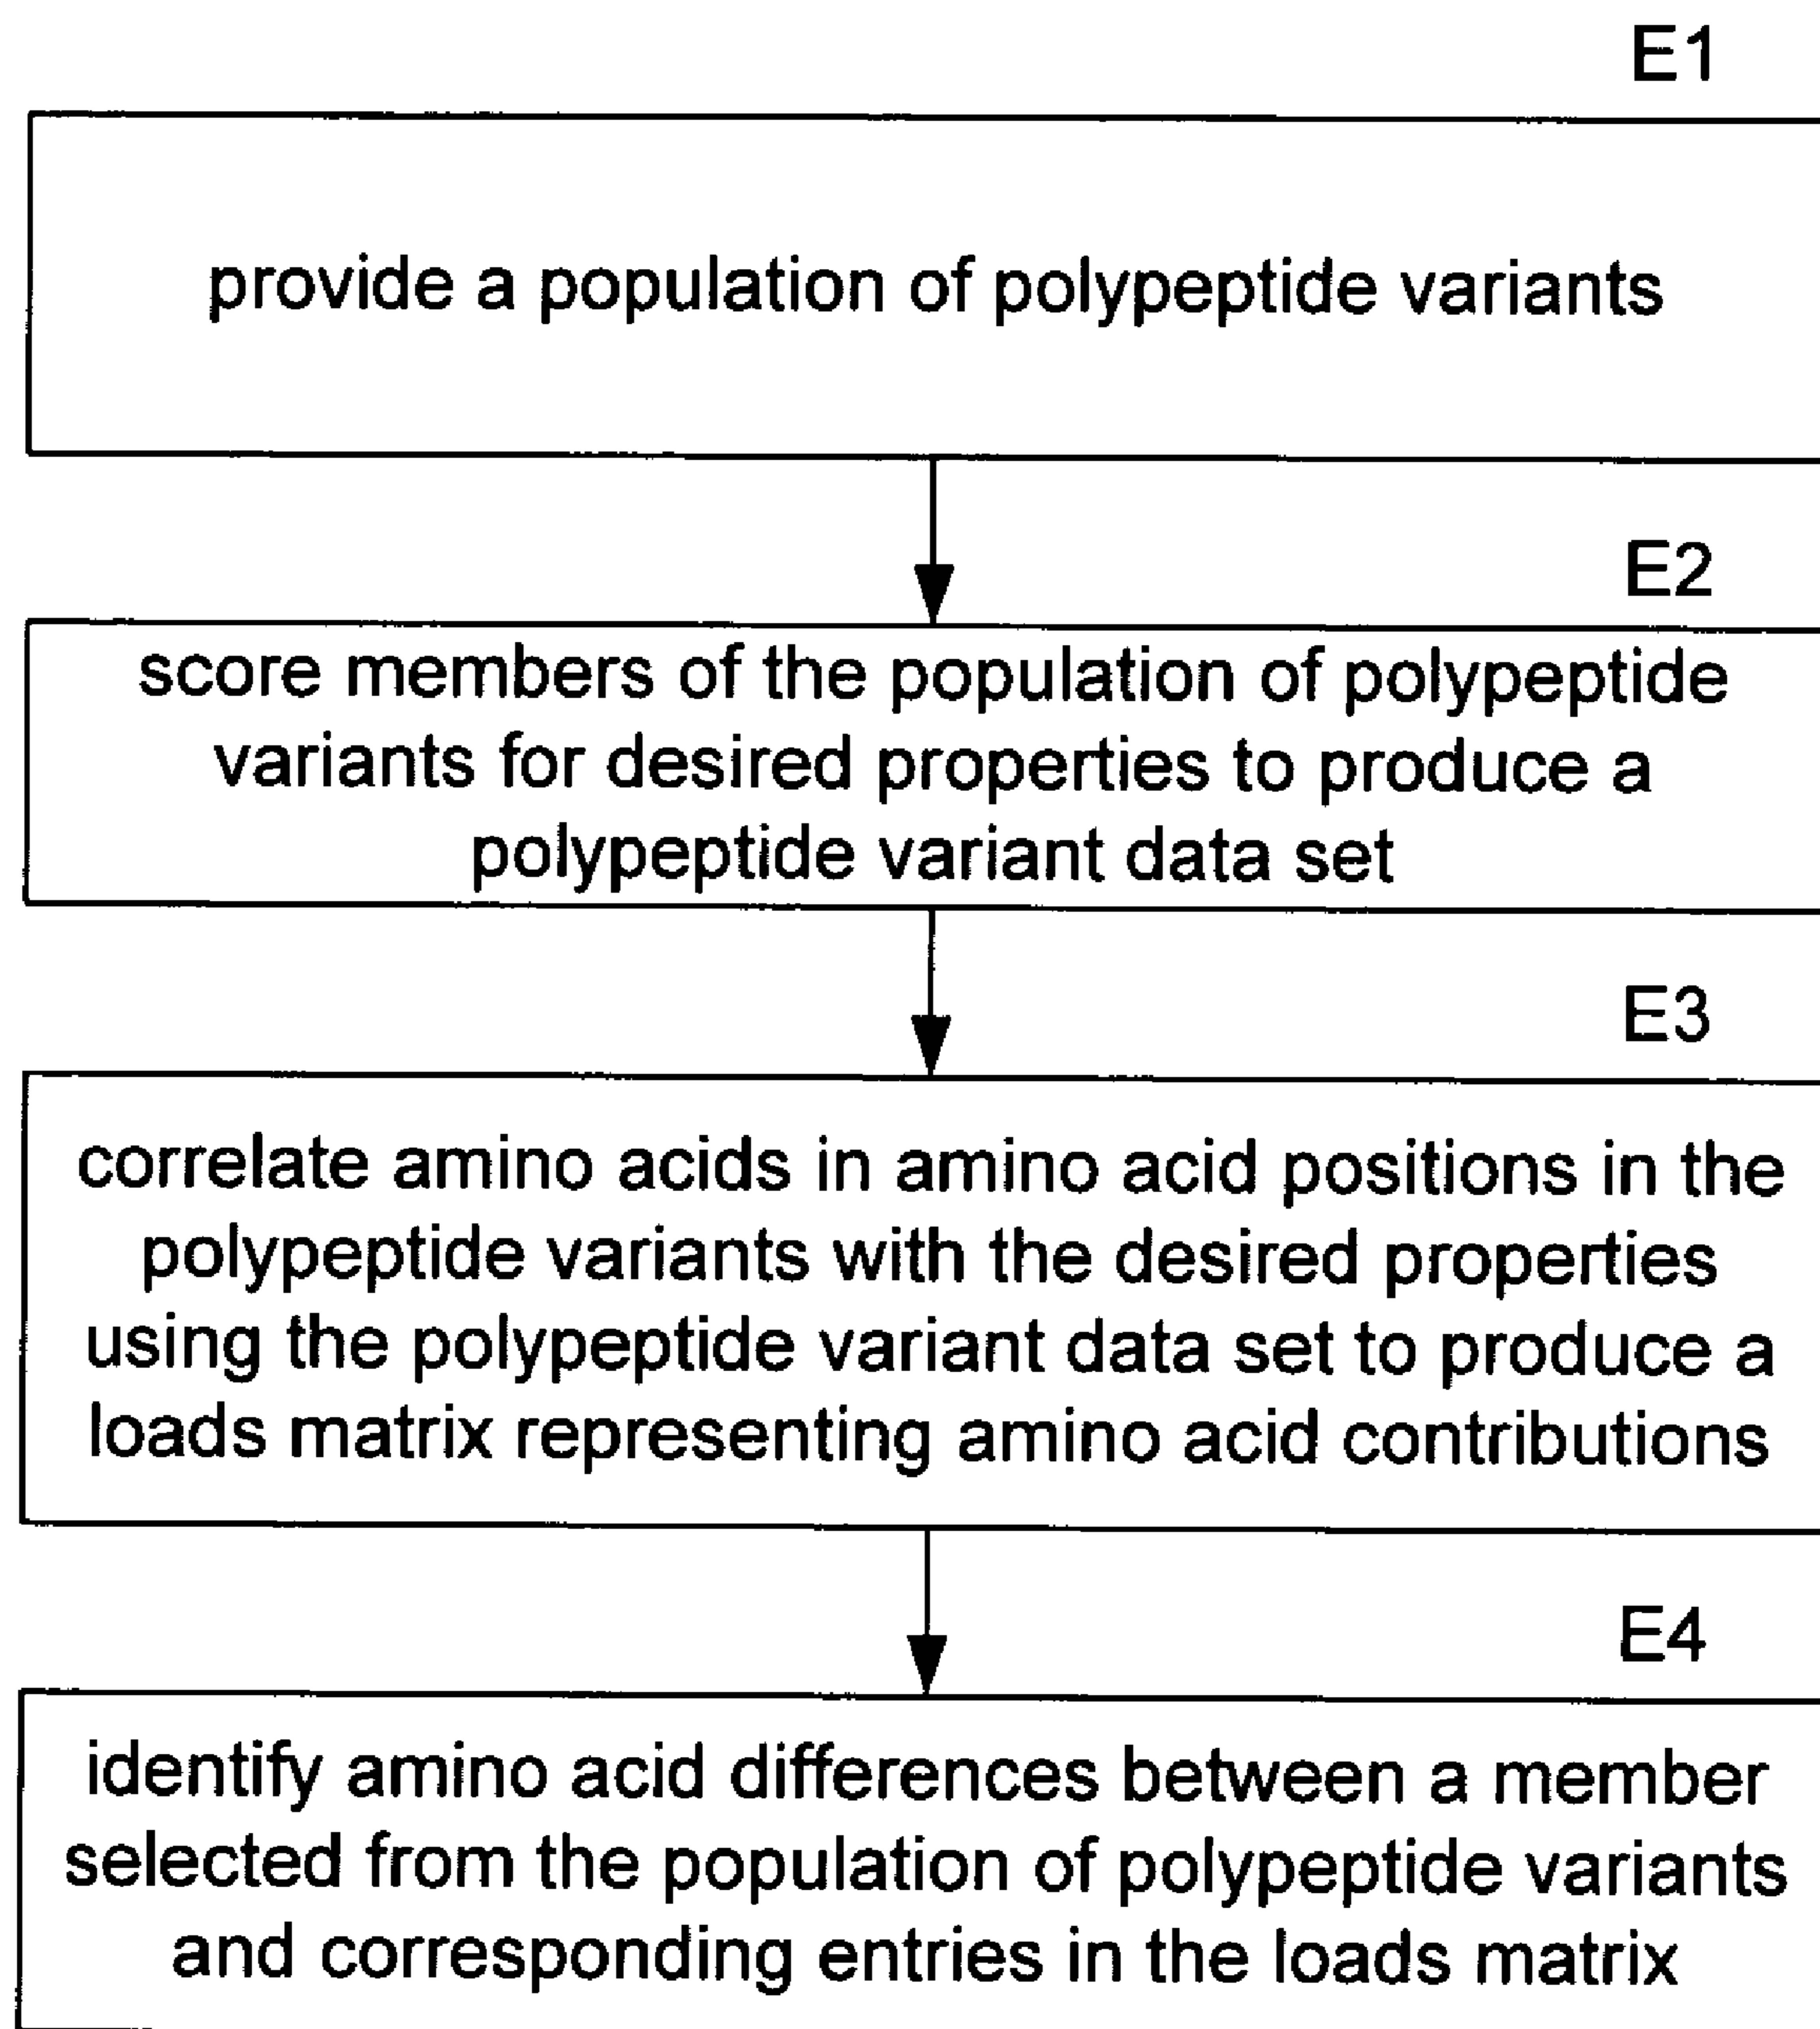 E1
provide a population of polypeptide variants
E2
score members of the population of polypeptide
variants for desired properties to produce a
polypeptide variant data set
E3
correlate amino acids in amino acid positions in the
polypeptide variants with the desired properties
using the polypeptide variant data set to produce a
loads matrix representing amino acid contributions
E4
identify amino acid differences between a member
selected from the population of polypeptide variants
and corresponding entries in the loads matrix